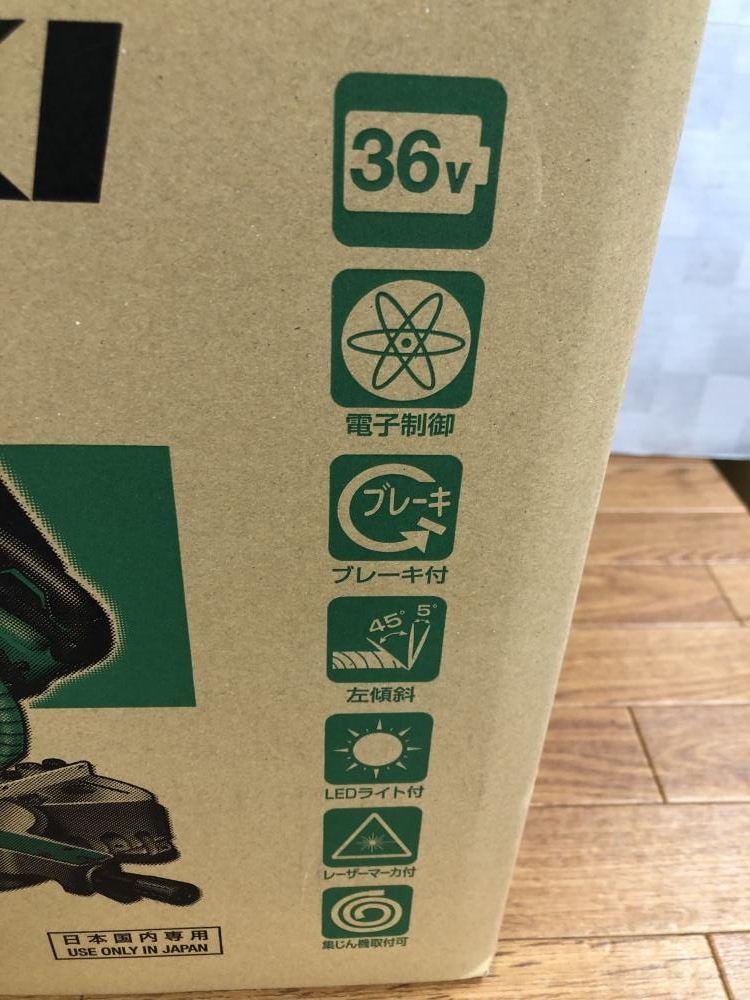 KI
36V
電子制御
ブレーキ
ブレーキ付
45° 5°
左傾斜
LEDライト付
レーザーマーカ付
集じん機取付可
日本国内専用
USE ONLY IN JAPAN